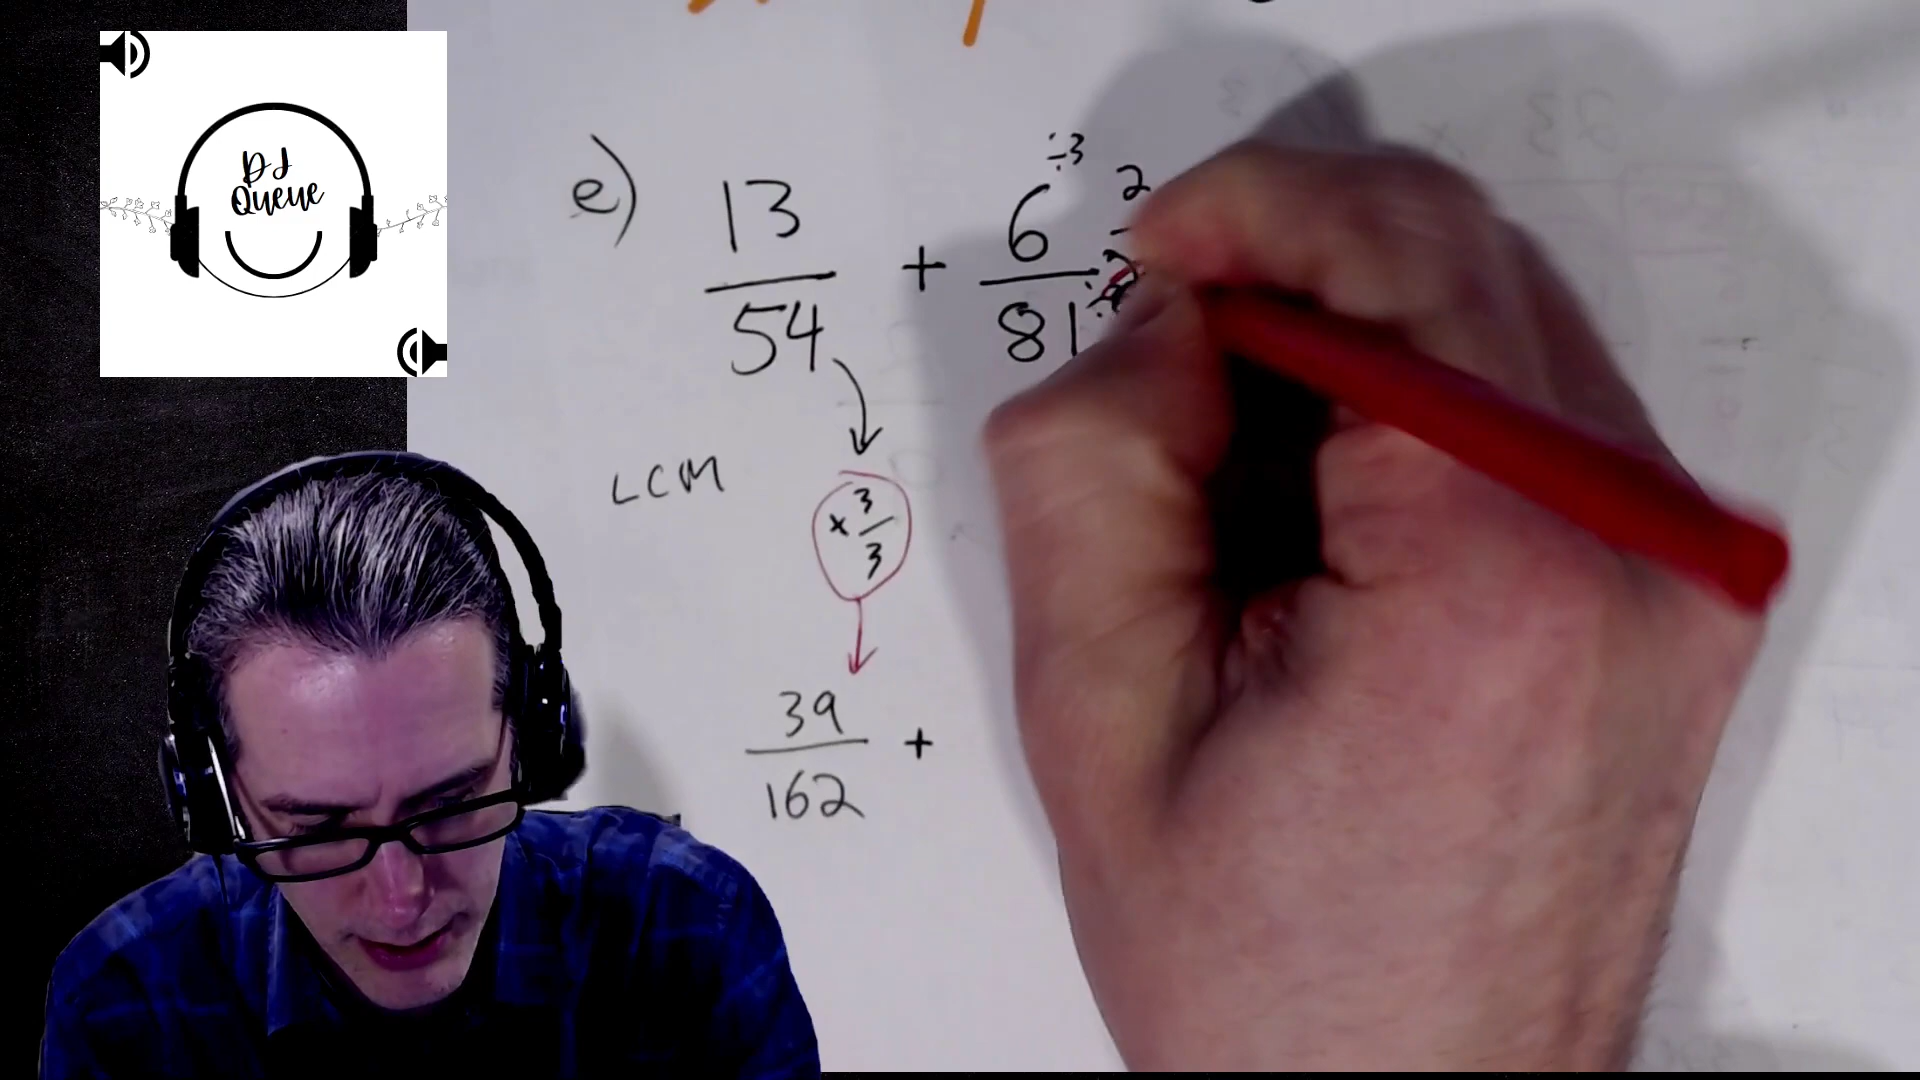 DJ
Queue
e) 13/54 + 6/81
÷3 2
LCM
× 3/3
39/162 +